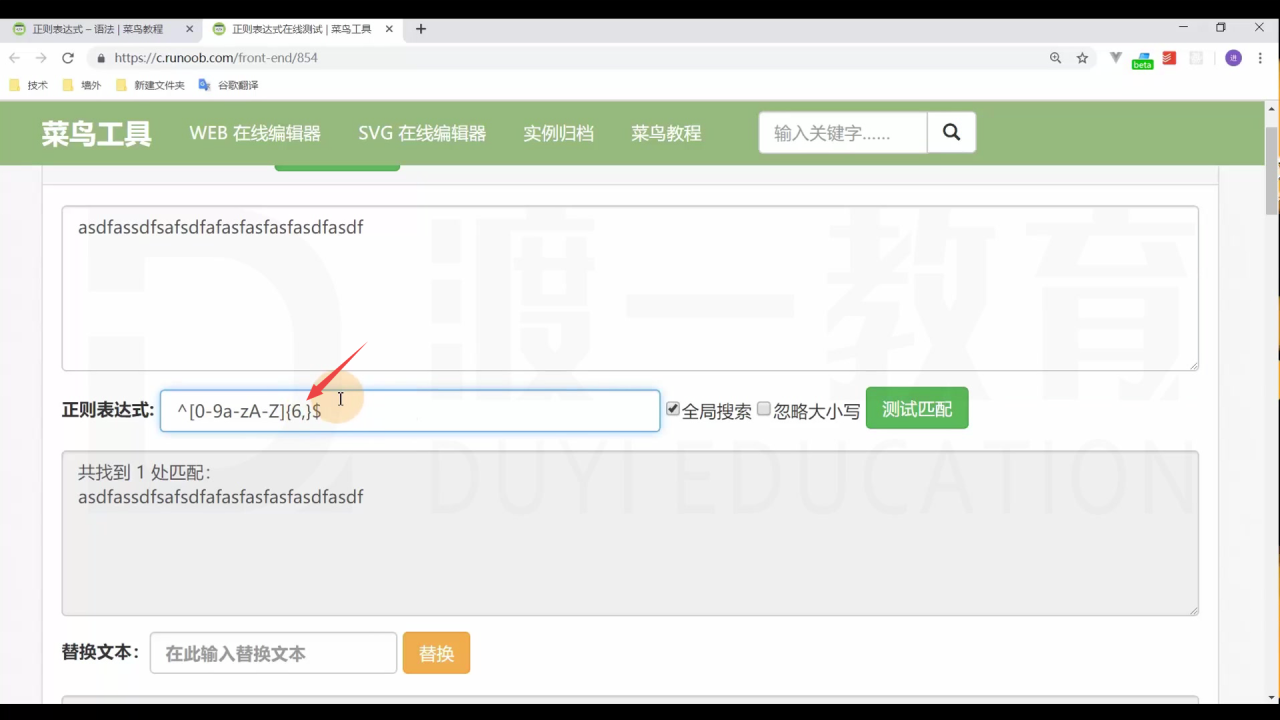 正则表达式 – 语法 | 菜鸟教程
正则表达式在线测试 | 菜鸟工具
https://c.runoob.com/front-end/854
beta
进
技术 墙外 新建文件夹 谷歌翻译
菜鸟工具 WEB 在线编辑器 SVG 在线编辑器 实例归档 菜鸟教程 输入关键字......
asdfassdfsafsdfafasfasfasfasdfasdf
正则表达式: ^[0-9a-zA-Z]{6,}$ 全局搜索 忽略大小写 测试匹配
共找到 1 处匹配：
asdfassdfsafsdfafasfasfasfasdfasdf
替换文本： 在此输入替换文本 替换
渡一教育
DUYI EDUCATION